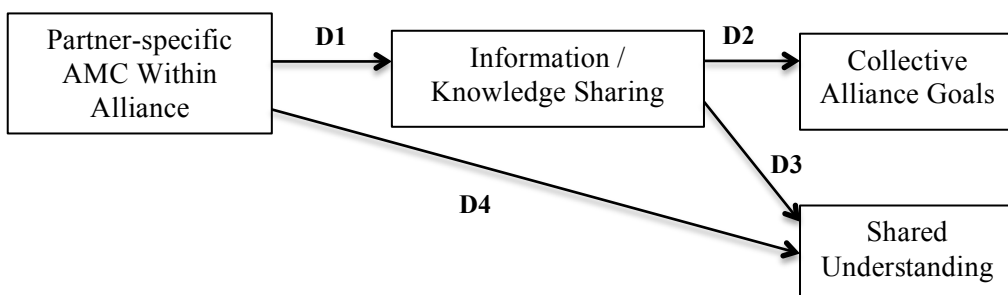 Partner-specific
AMC Within
Alliance
D1
Information /
Knowledge Sharing
D2
Collective
Alliance Goals
D3
D4
Shared
Understanding